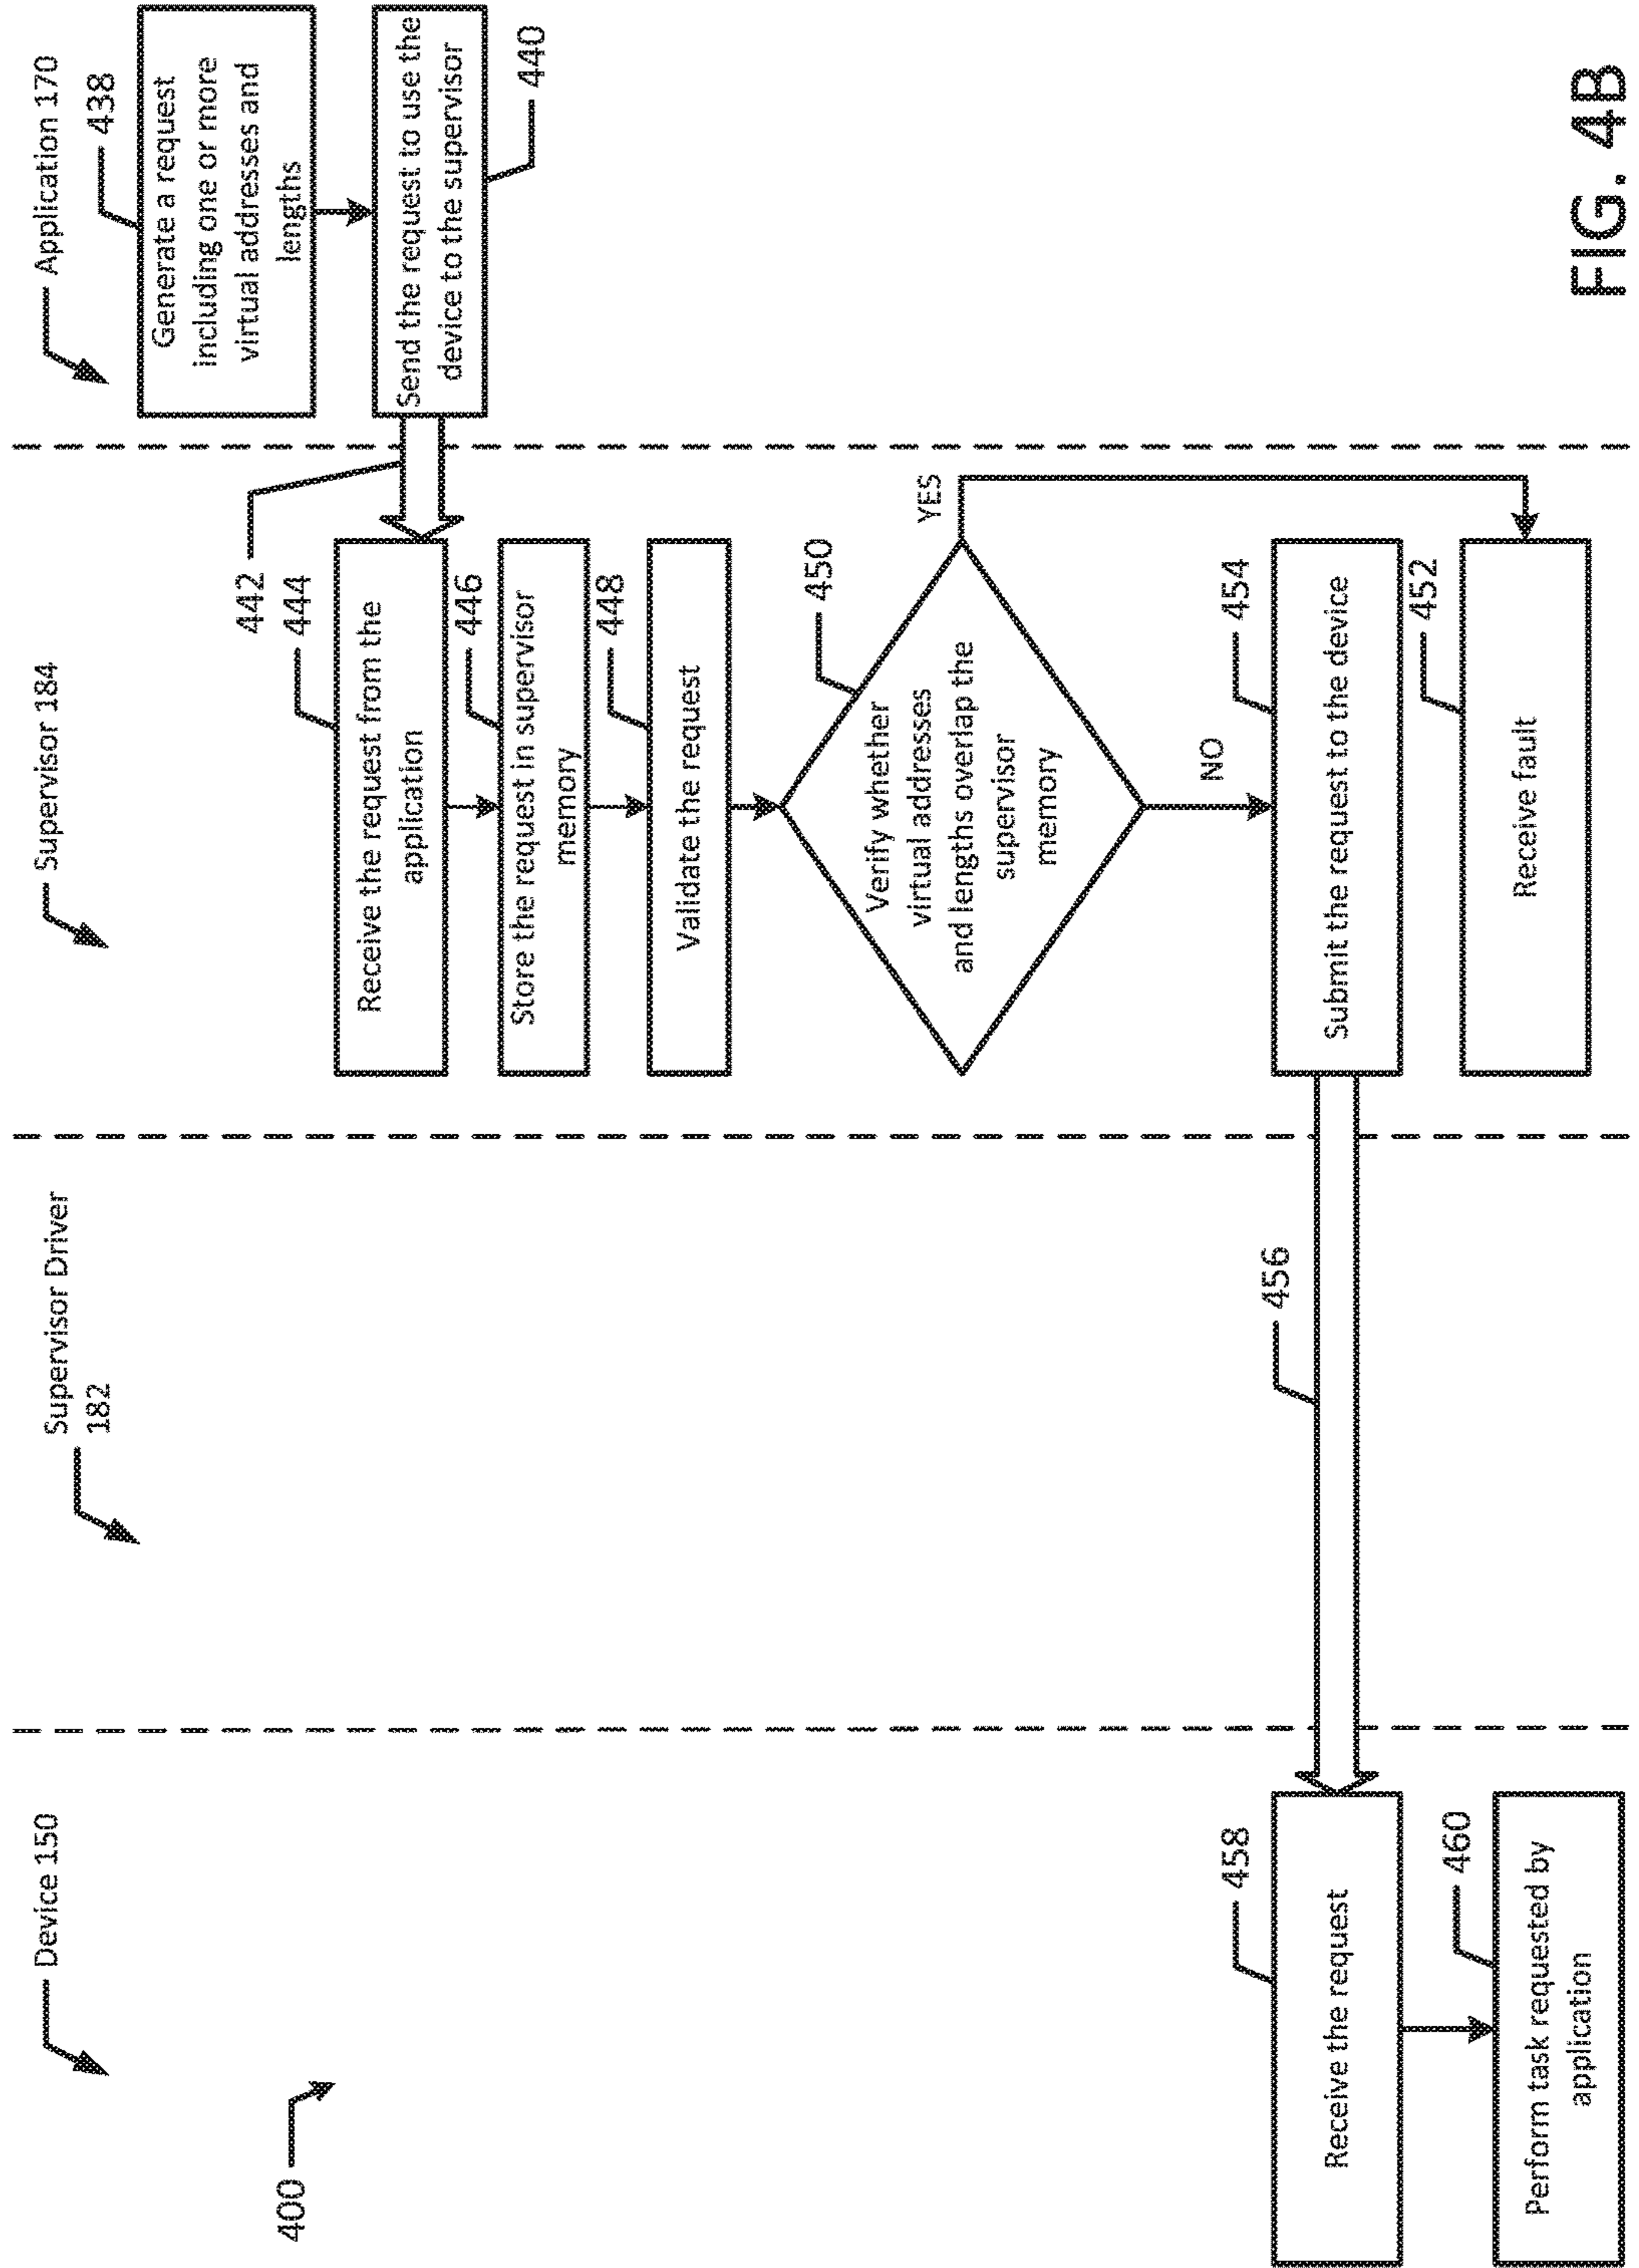 400
Device 150
458
Receive the request
460
Perform task requested by
application
Supervisor Driver
182
456
Supervisor 184
442
444
Receive the request from the
application
446
Store the request in supervisor
memory
448
Validate the request
450
Verify whether
virtual addresses
and lengths overlap the
supervisor
memory
YES
NO
454
Submit the request to the device
452
Receive fault
Application 170
438
Generate a request
including one or more
virtual addresses and
lengths
Send the request to use the
device to the supervisor
440
FIG. 4B